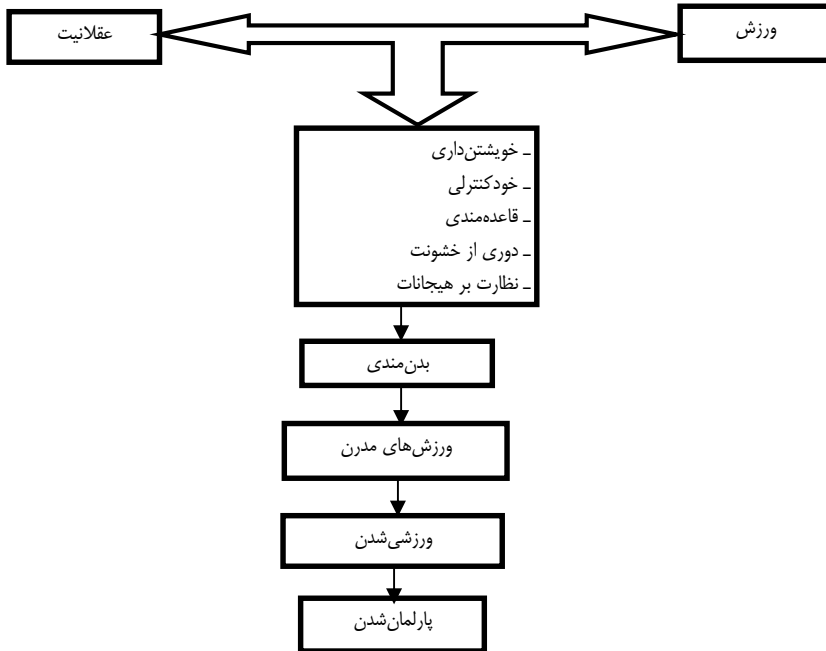 ورزش
عقلانیت
ـ خویشتن‌داری
ـ خودکنترلی
ـ قاعده‌مندی
ـ دوری از خشونت
ـ نظارت بر هیجانات
بدن‌مندی
ورزش‌های مدرن
ورزشی‌شدن
پارلمان‌شدن